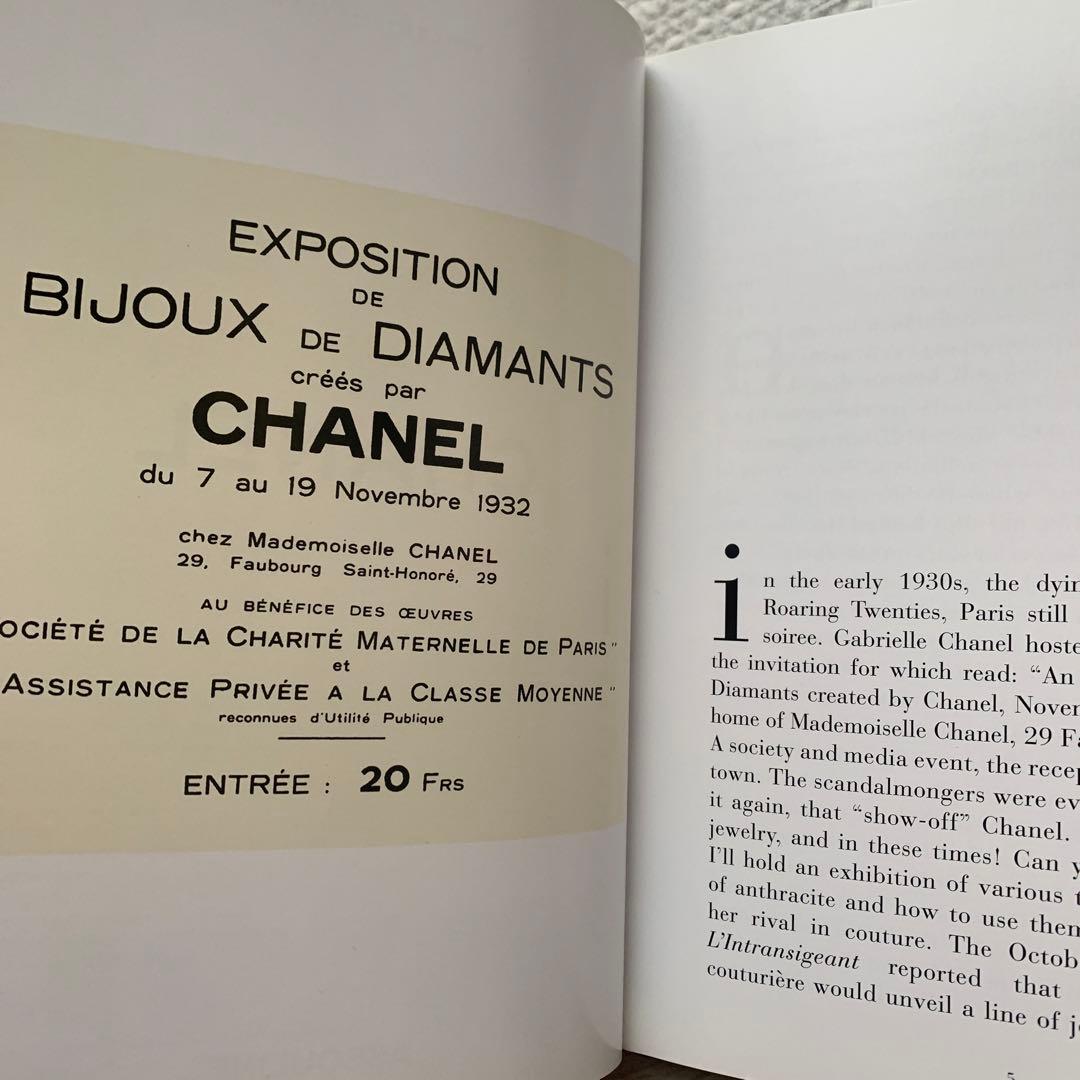 EXPOSITION
DE
BIJOUX DE DIAMANTS
créés par
CHANEL
du 7 au 19 Novembre 1932
chez Mademoiselle CHANEL
29, Faubourg Saint-Honoré, 29
AU BÉNÉFICE DES ŒUVRES
OCIÉTÉ DE LA CHARITÉ MATERNELLE DE PARIS"
et
ASSISTANCE PRIVÉE A LA CLASSE MOYENNE"
reconnues d'Utilité Publique
ENTRÉE : 20 FRS
in the early 1930s, the dyin
Roaring Twenties, Paris still
soiree. Gabrielle Chanel hoste
the invitation for which read: “An
Diamants created by Chanel, Nove
home of Mademoiselle Chanel, 29 Fa
A society and media event, the recep
town. The scandalmongers were ev
it again, that “show-off” Chanel.
jewelry, and in these times! Can y
I'll hold an exhibition of various t
of anthracite and how to use them
her rival in couture. The Octob
L'Intransigeant reported that
couturière would unveil a line of j